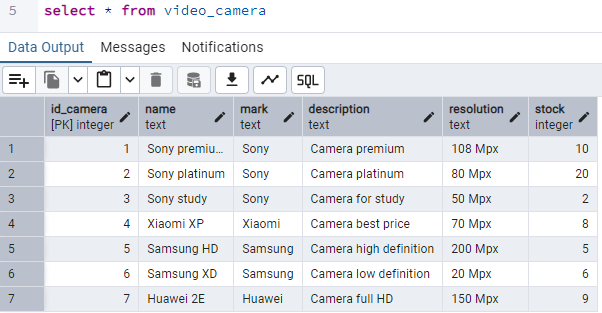 5 select * from video_camera
Data Output Messages Notifications
SQL
id_camera name mark description resolution stock
[PK] integer text text text text integer
1 1 Sony premiu... Sony Camera premium 108 Mpx 10
2 2 Sony platinum Sony Camera platinum 80 Mpx 20
3 3 Sony study Sony Camera for study 50 Mpx 2
4 4 Xiaomi XP Xiaomi Camera best price 70 Mpx 8
5 5 Samsung HD Samsung Camera high definition 200 Mpx 5
6 6 Samsung XD Samsung Camera low definition 20 Mpx 6
7 7 Huawei 2E Huawei Camera full HD 150 Mpx 9